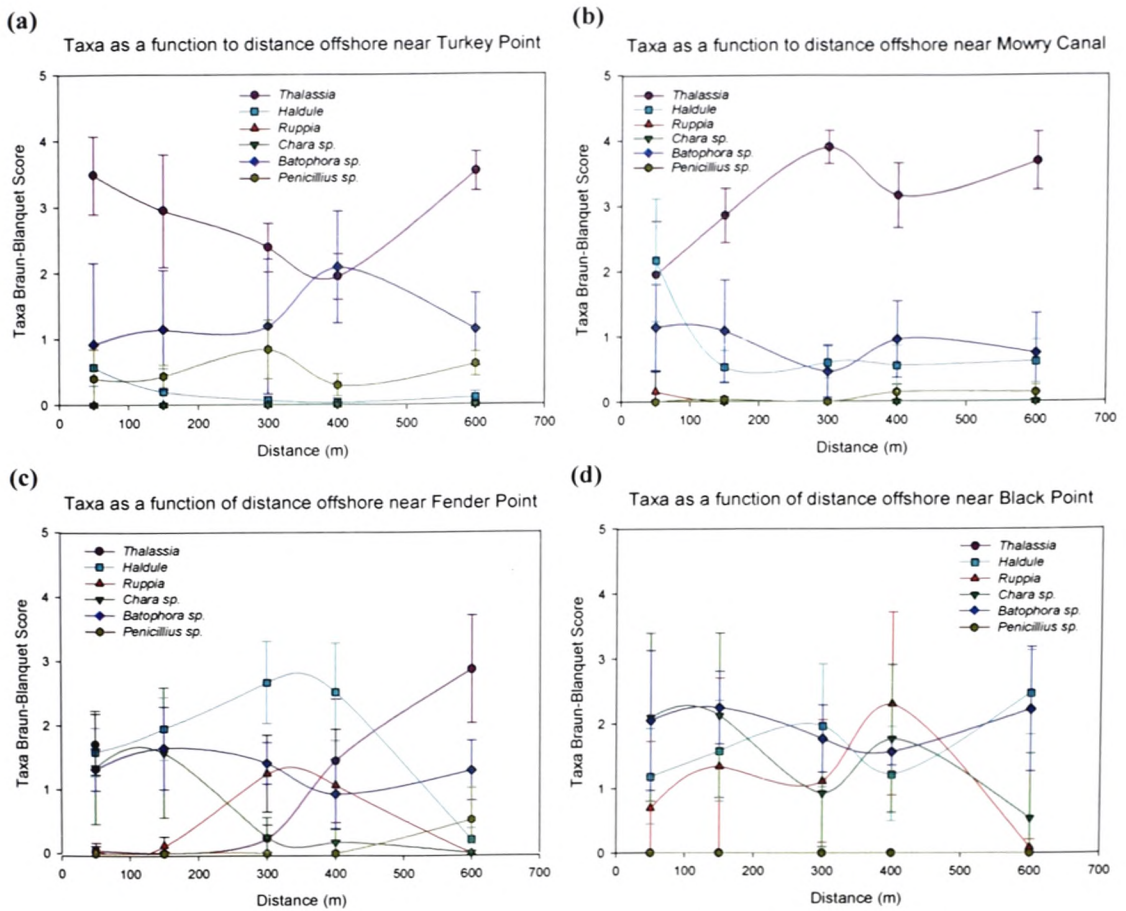 (a)
Taxa as a function to distance offshore near Turkey Point
Taxa Braun-Blanquet Score
5
4
3
2
1
0
Thalassia
Haldule
Ruppia
Chara sp.
Batophora sp.
Penicillius sp.
0 100 200 300 400 500 600 700
Distance (m)
(b)
Taxa as a function to distance offshore near Mowry Canal
Taxa Braun-Blanquet Score
5
4
3
2
1
0
Thalassia
Haldule
Ruppia
Chara sp.
Batophora sp.
Penicillius sp.
0 100 200 300 400 500 600 700
Distance (m)
(c)
Taxa as a function of distance offshore near Fender Point
Taxa Braun-Blanquet Score
5
4
3
2
1
0
Thalassia
Haldule
Ruppia
Chara sp.
Batophora sp.
Penicillius sp.
0 100 200 300 400 500 600 700
Distance (m)
(d)
Taxa as a function of distance offshore near Black Point
Taxa Braun-Blanquet Score
5
4
3
2
1
0
Thalassia
Haldule
Ruppia
Chara sp.
Batophora sp.
Penicillius sp.
0 100 200 300 400 500 600 700
Distance (m)